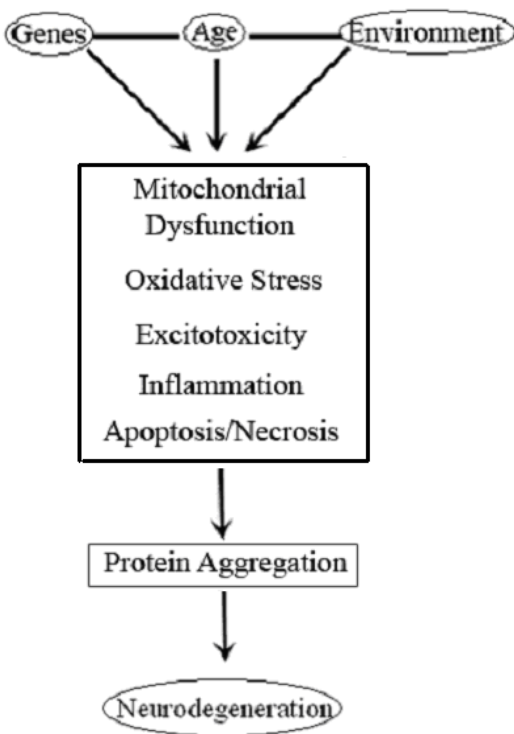 Genes Age Environment
Mitochondrial
Dysfunction
Oxidative Stress
Excitotoxicity
Inflammation
Apoptosis/Necrosis
Protein Aggregation
Neurodegeneration